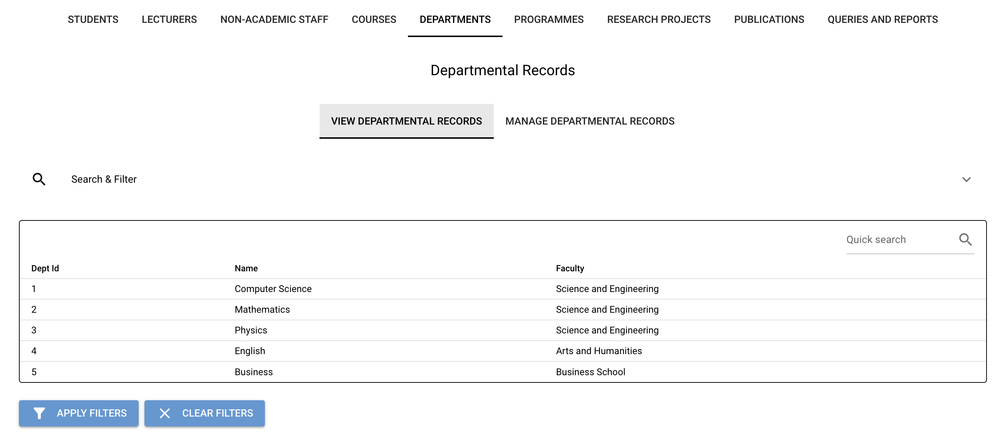 STUDENTS LECTURERS NON-ACADEMIC STAFF COURSES DEPARTMENTS PROGRAMMES RESEARCH PROJECTS PUBLICATIONS QUERIES AND REPORTS
Departmental Records
VIEW DEPARTMENTAL RECORDS MANAGE DEPARTMENTAL RECORDS
Search & Filter
Quick search
Dept Id Name Faculty
1 Computer Science Science and Engineering
2 Mathematics Science and Engineering
3 Physics Science and Engineering
4 English Arts and Humanities
5 Business Business School
APPLY FILTERS CLEAR FILTERS